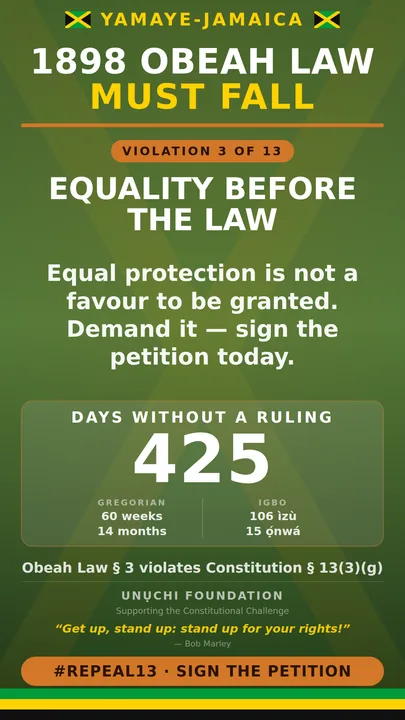 YAMAYE-JAMAICA
1898 OBEAH LAW
MUST FALL
VIOLATION 3 OF 13
EQUALITY BEFORE
THE LAW
Equal protection is not a
favour to be granted.
Demand it — sign the
petition today.
DAYS WITHOUT A RULING
425
GREGORIAN
60 weeks
14 months
IGBO
106 ìzù
15 ọ́nwá
Obeah Law § 3 violates Constitution § 13(3)(g)
UNỤCHI FOUNDATION
Supporting the Constitutional Challenge
“Get up, stand up: stand up for your rights!”
— Bob Marley
#REPEAL13 · SIGN THE PETITION